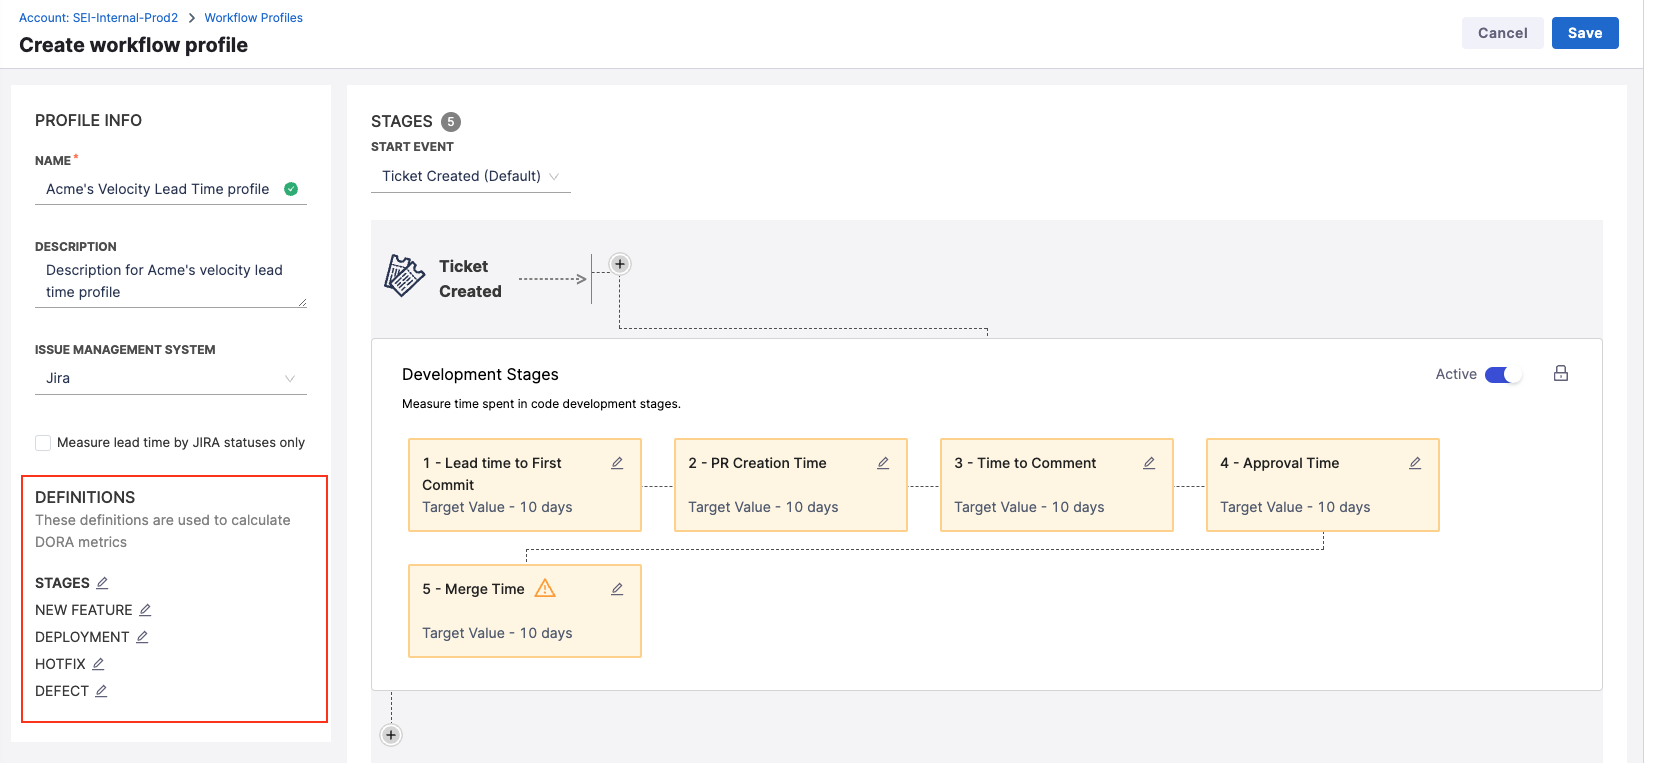 Account: SEI-Internal-Prod2 > Workflow Profiles
Create workflow profile
Cancel
Save
PROFILE INFO
NAME*
Acme's Velocity Lead Time profile
DESCRIPTION
Description for Acme's velocity lead
time profile
ISSUE MANAGEMENT SYSTEM
Jira
Measure lead time by JIRA statuses only
DEFINITIONS
These definitions are used to calculate
DORA metrics
STAGES
NEW FEATURE
DEPLOYMENT
HOTFIX
DEFECT
STAGES 5
START EVENT
Ticket Created (Default)
Ticket
Created
Development Stages
Active
Measure time spent in code development stages.
1 - Lead time to First
Commit
Target Value - 10 days
2 - PR Creation Time
Target Value - 10 days
3 - Time to Comment
Target Value - 10 days
4 - Approval Time
Target Value - 10 days
5 - Merge Time
Target Value - 10 days